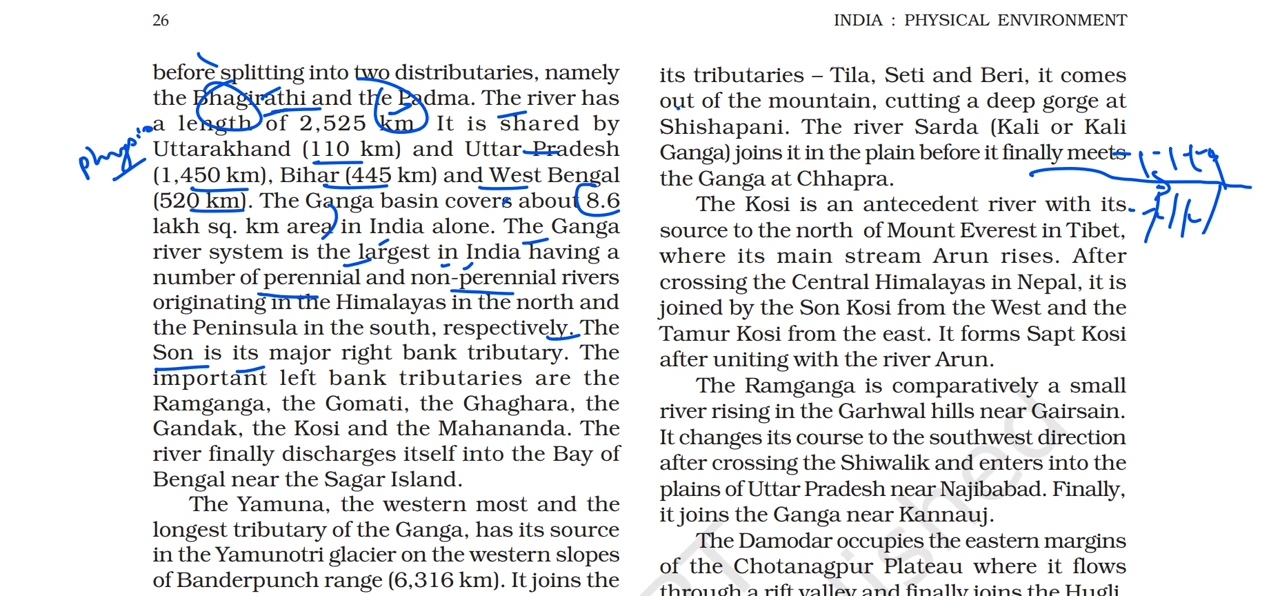 26
INDIA : PHYSICAL ENVIRONMENT
before splitting into two distributaries, namely
the Bhagirathi and the Padma. The river has
a length of 2,525 km. It is shared by
Uttarakhand (110 km) and Uttar Pradesh
(1,450 km), Bihar (445 km) and West Bengal
(520 km). The Ganga basin covers about 8.6
lakh sq. km area in India alone. The Ganga
river system is the largest in India having a
number of perennial and non-perennial rivers
originating in the Himalayas in the north and
the Peninsula in the south, respectively. The
Son is its major right bank tributary. The
important left bank tributaries are the
Ramganga, the Gomati, the Ghaghara, the
Gandak, the Kosi and the Mahananda. The
river finally discharges itself into the Bay of
Bengal near the Sagar Island.
The Yamuna, the western most and the
longest tributary of the Ganga, has its source
in the Yamunotri glacier on the western slopes
of Banderpunch range (6,316 km). It joins the
its tributaries – Tila, Seti and Beri, it comes
out of the mountain, cutting a deep gorge at
Shishapani. The river Sarda (Kali or Kali
Ganga) joins it in the plain before it finally meets
the Ganga at Chhapra.
The Kosi is an antecedent river with its
source to the north of Mount Everest in Tibet,
where its main stream Arun rises. After
crossing the Central Himalayas in Nepal, it is
joined by the Son Kosi from the West and the
Tamur Kosi from the east. It forms Sapt Kosi
after uniting with the river Arun.
The Ramganga is comparatively a small
river rising in the Garhwal hills near Gairsain.
It changes its course to the southwest direction
after crossing the Shiwalik and enters into the
plains of Uttar Pradesh near Najibabad. Finally,
it joins the Ganga near Kannauj.
The Damodar occupies the eastern margins
of the Chotanagpur Plateau where it flows
through a rift valley and finally joins the Hugli.